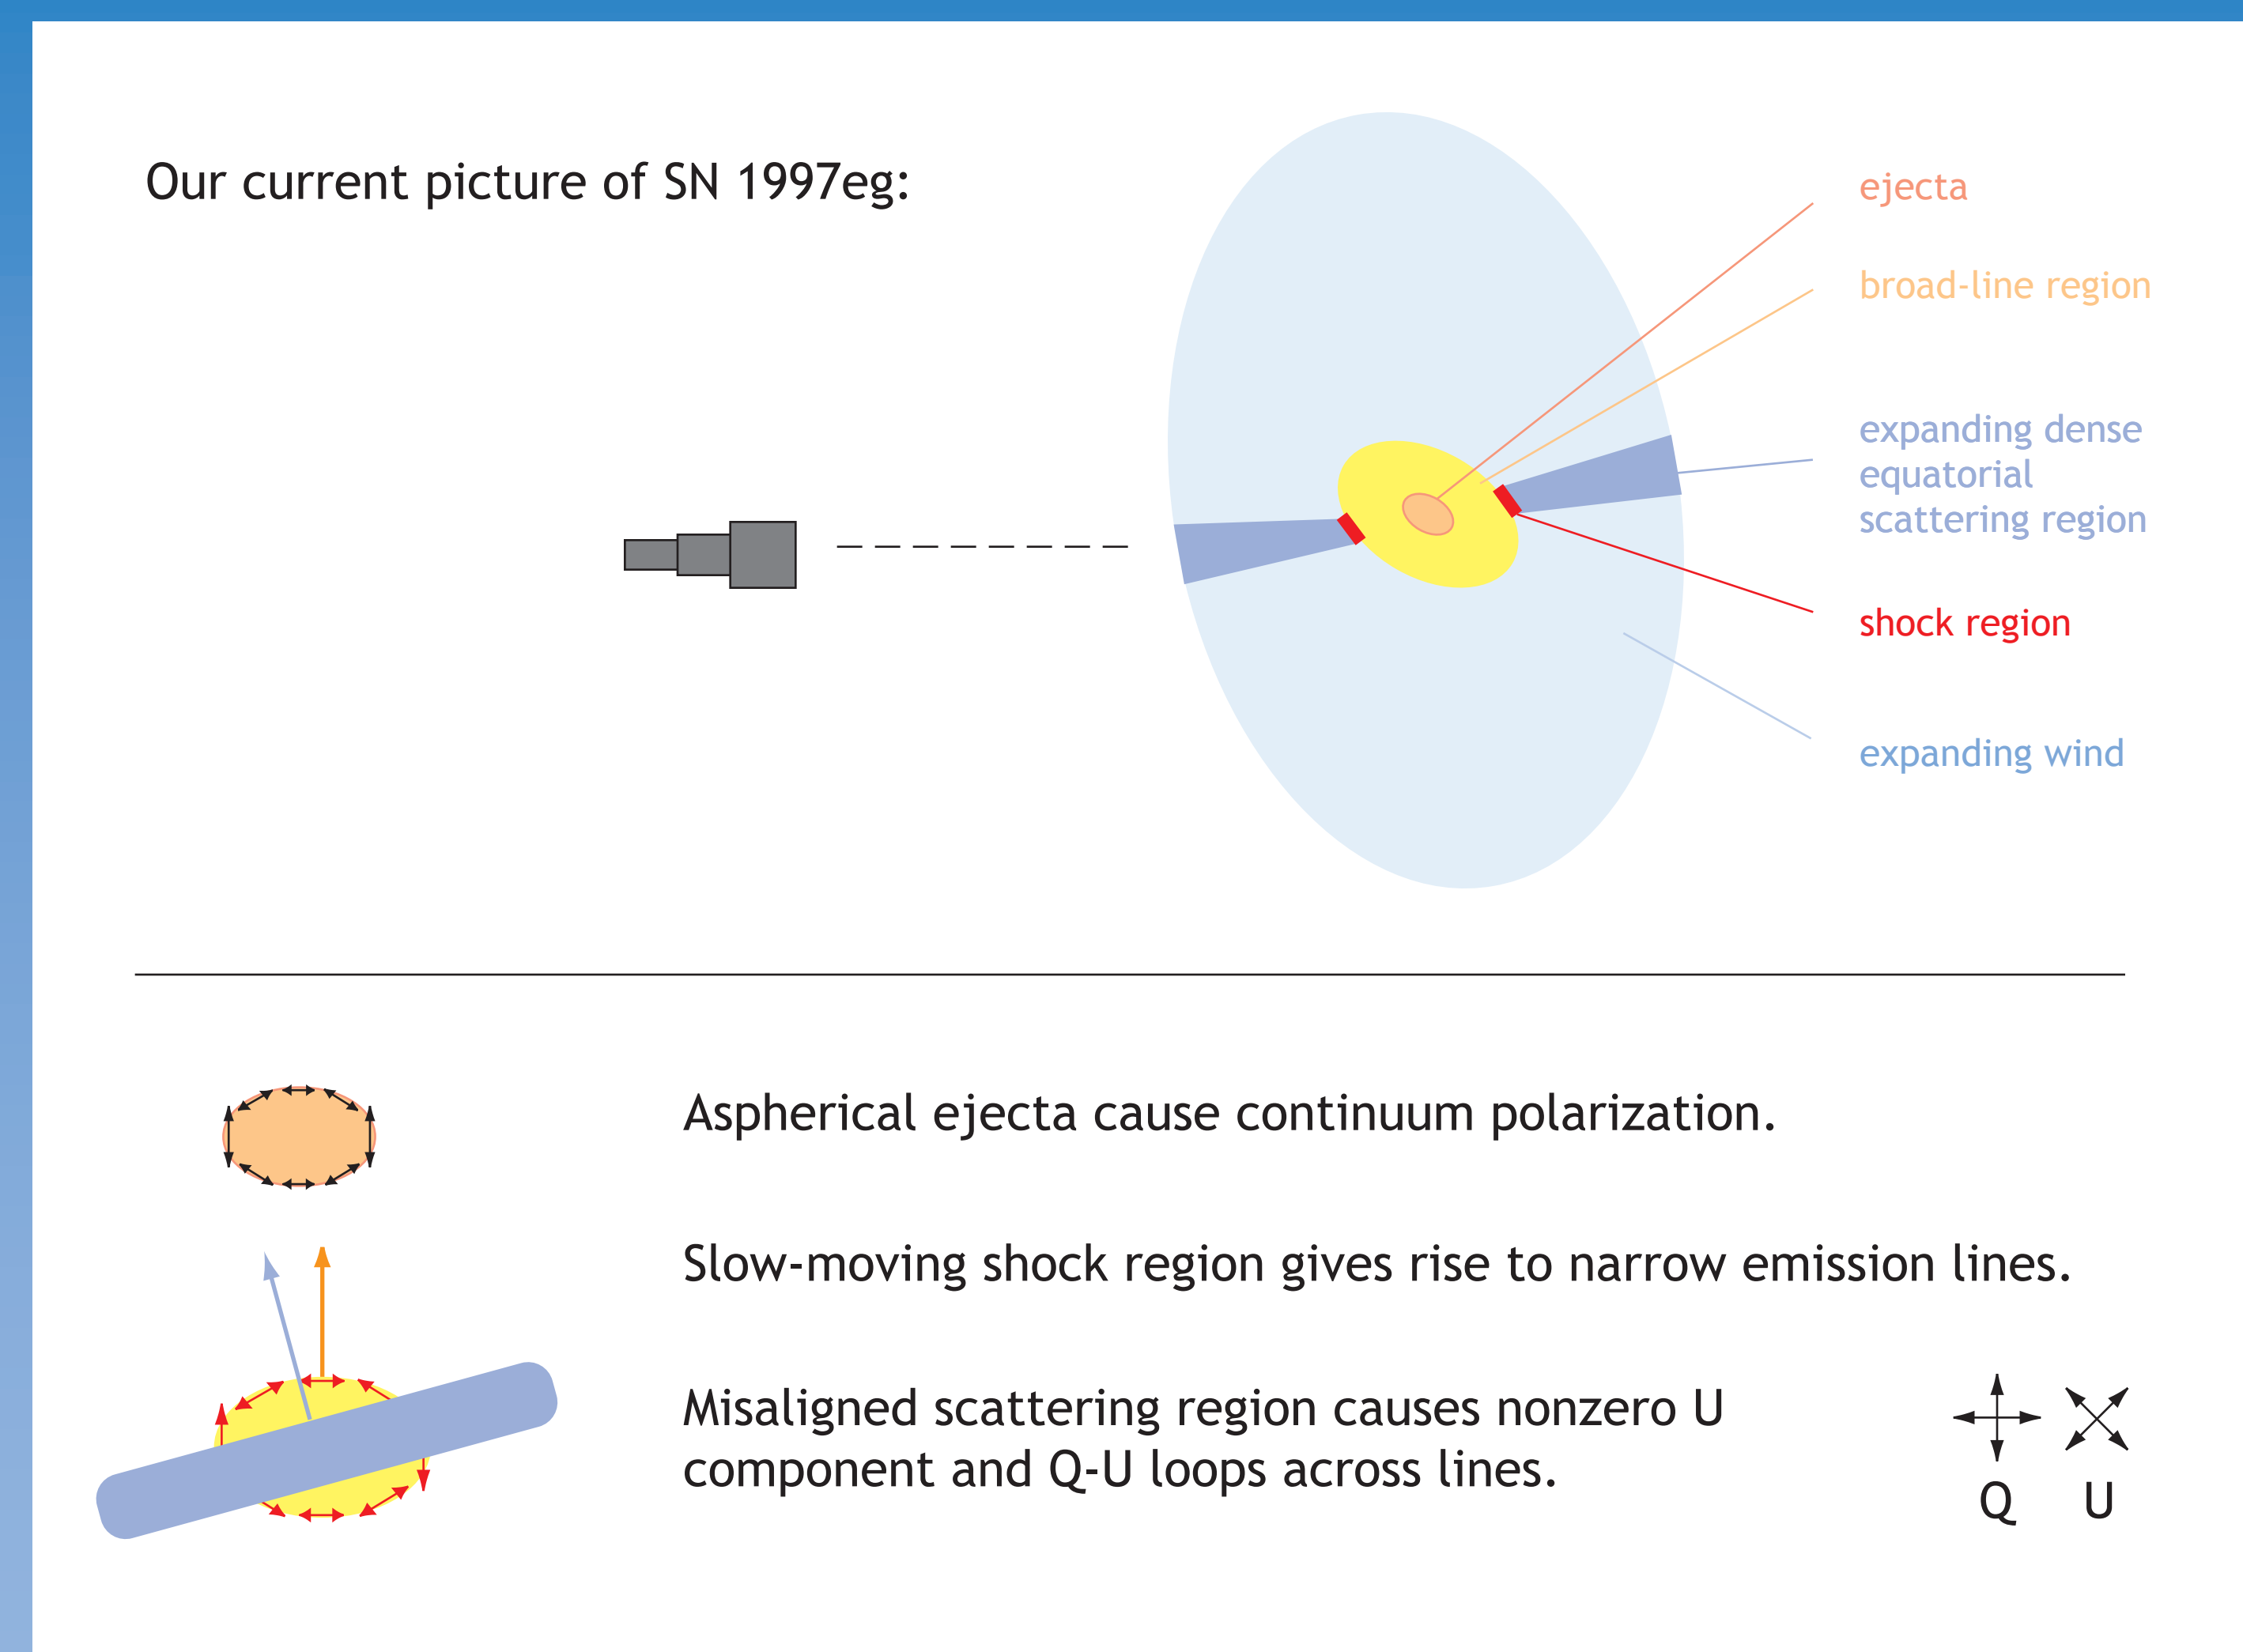 Our current picture of SN 1997eg:
ejecta
broad-line region
expanding dense
equatorial
scattering region
shock region
expanding wind
Aspherical ejecta cause continuum polarization.
Slow-moving shock region gives rise to narrow emission lines.
Misaligned scattering region causes nonzero U
component and Q-U loops across lines.
Q U